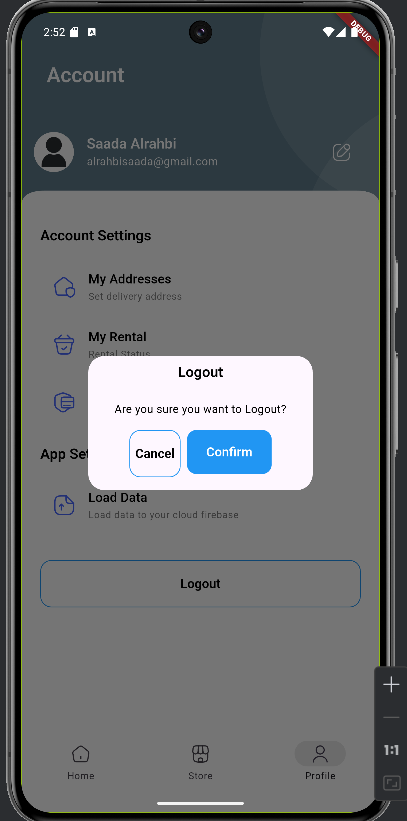 2:52
DEBUG
Account
Saada Alrahbi
alrahbisaada@gmail.com
Account Settings
My Addresses
Set delivery address
My Rental
Rental Status
Logout
Are you sure you want to Logout?
Cancel
Confirm
App Set
Load Data
Load data to your cloud firebase
Logout
Home
Store
Profile
1:1